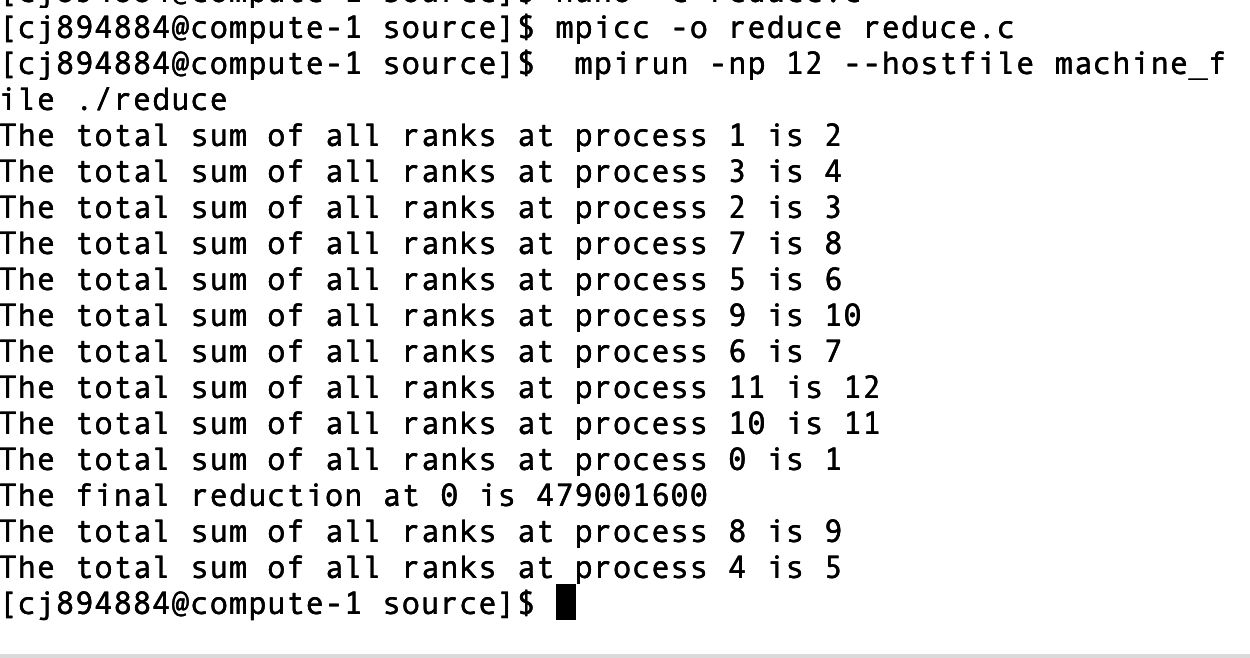 [cj894884@compute-1 source]$ nano -c reduce.c
[cj894884@compute-1 source]$ mpicc -o reduce reduce.c
[cj894884@compute-1 source]$  mpirun -np 12 --hostfile machine_f
ile ./reduce
The total sum of all ranks at process 1 is 2
The total sum of all ranks at process 3 is 4
The total sum of all ranks at process 2 is 3
The total sum of all ranks at process 7 is 8
The total sum of all ranks at process 5 is 6
The total sum of all ranks at process 9 is 10
The total sum of all ranks at process 6 is 7
The total sum of all ranks at process 11 is 12
The total sum of all ranks at process 10 is 11
The total sum of all ranks at process 0 is 1
The final reduction at 0 is 479001600
The total sum of all ranks at process 8 is 9
The total sum of all ranks at process 4 is 5
[cj894884@compute-1 source]$